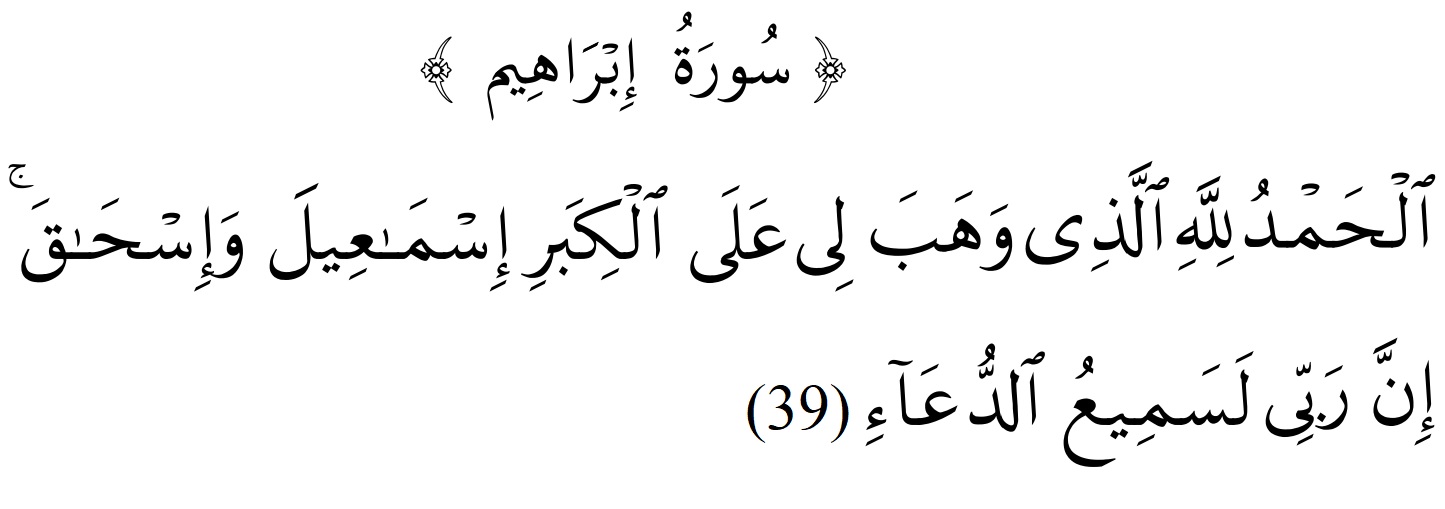 ﴿ سُورَةُ إِبْرَاهِيم ﴾
ٱلْحَمْدُ لِلَّهِ ٱلَّذِى وَهَبَ لِى عَلَى ٱلْكِبَرِ إِسْمَـٰعِيلَ وَإِسْحَـٰقَ ۚ
إِنَّ رَبِّى لَسَمِيعُ ٱلدُّعَآءِ (39)